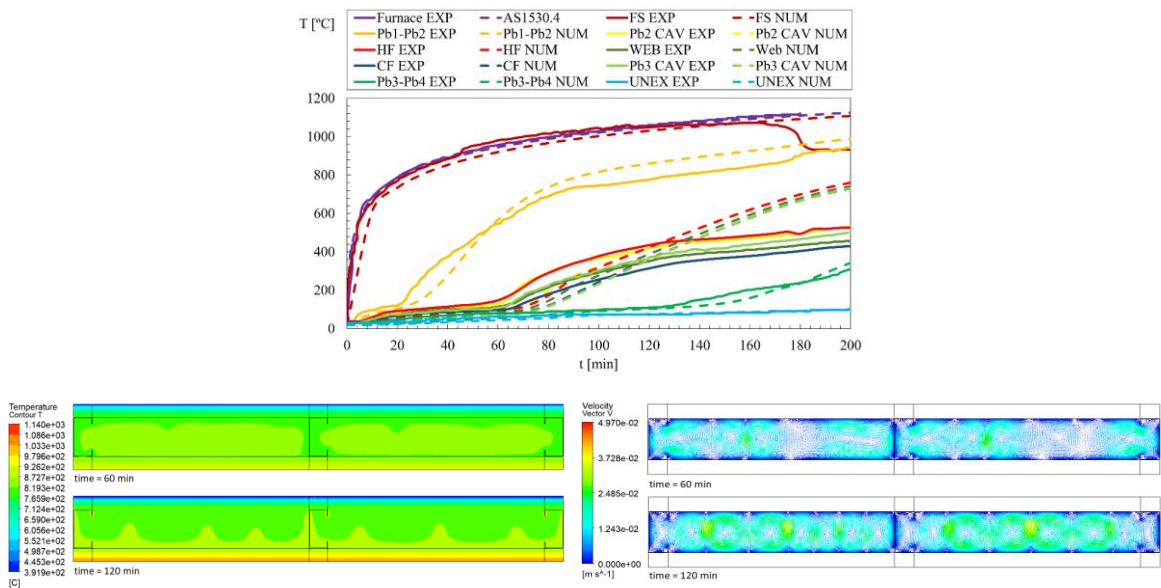 T [ºC]
Furnace EXP AS1530.4 FS EXP FS NUM
Pb1-Pb2 EXP Pb1-Pb2 NUM Pb2 CAV EXP Pb2 CAV NUM
HF EXP HF NUM WEB EXP Web NUM
CF EXP CF NUM Pb3 CAV EXP Pb3 CAV NUM
Pb3-Pb4 EXP Pb3-Pb4 NUM UNEX EXP UNEX NUM
1200
1000
800
600
400
200
0
0 20 40 60 80 100 120 140 160 180 200
t [min]
Temperature
Contour T
1.140e+03
1.086e+03
1.033e+03
9.796e+02
9.262e+02
8.727e+02
8.193e+02
7.659e+02
7.124e+02
6.590e+02
6.056e+02
5.521e+02
4.987e+02
4.453e+02
3.919e+02
[C]
time = 60 min
time = 120 min
Velocity
Vector V
4.970e-02
3.728e-02
2.485e-02
1.243e-02
0.000e+00
[m s^-1]
time = 60 min
time = 120 min